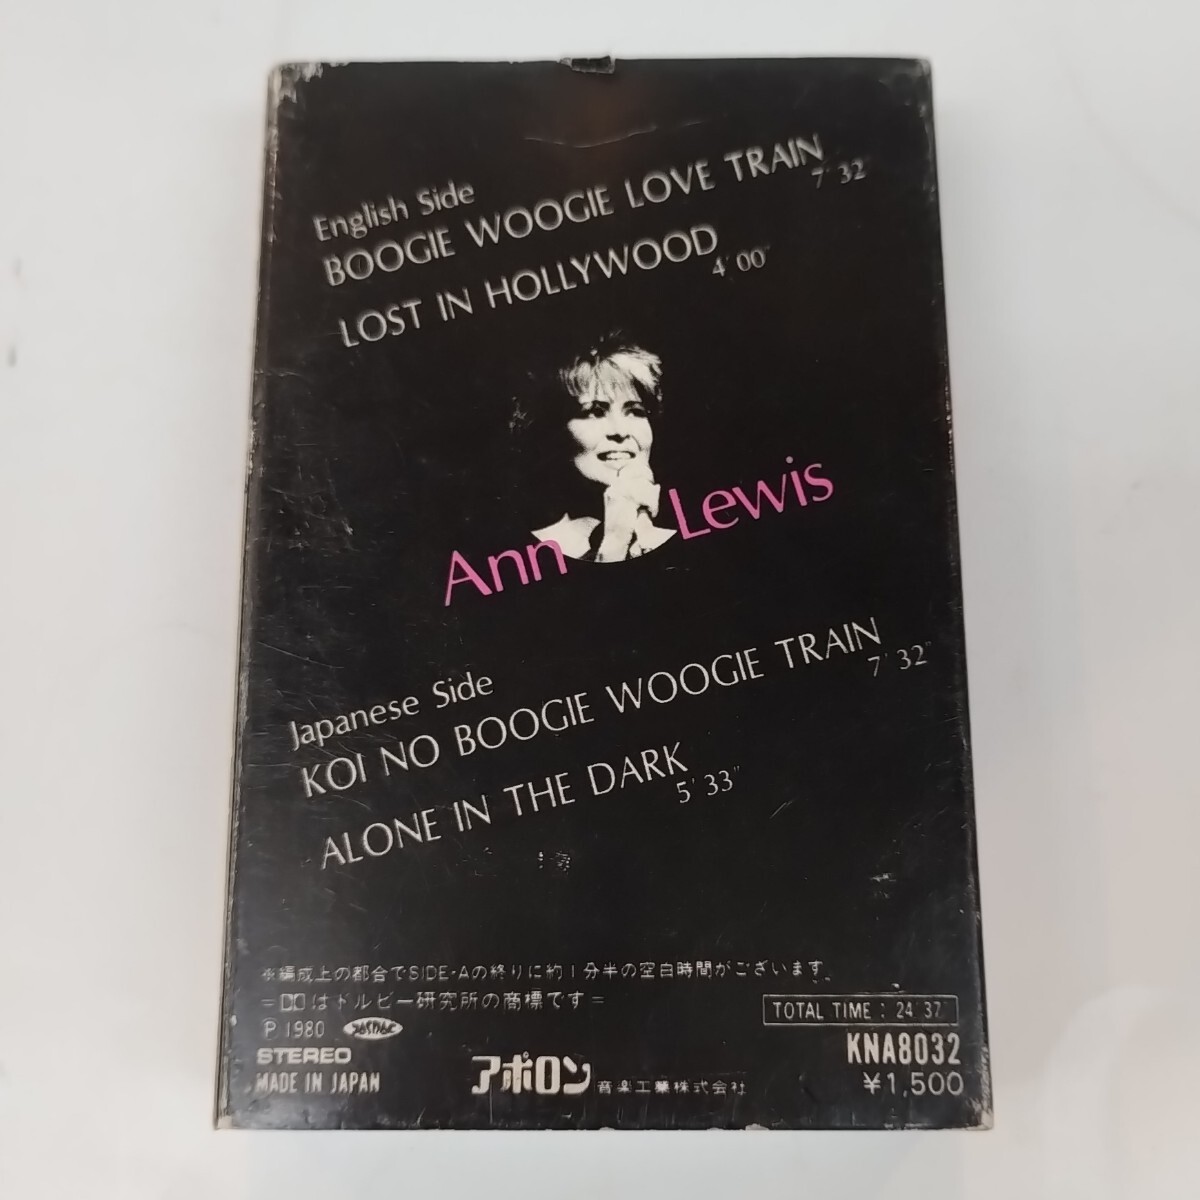 English Side
BOOGIE WOOGIE LOVE TRAIN
7' 32"
LOST IN HOLLYWOOD
4' 00"
Ann Lewis
Japanese Side
KOI NO BOOGIE WOOGIE TRAIN
7' 32"
ALONE IN THE DARK
5' 33"
※編成上の都合でSIDE-Aの終りに約1分半の空白時間がございます。
=はドルビー研究所の商標です=
Ⓟ 1980
TOTAL TIME : 24' 37"
STEREO
KNA8032
MADE IN JAPAN
アポロン音楽工業株式会社
¥1,500